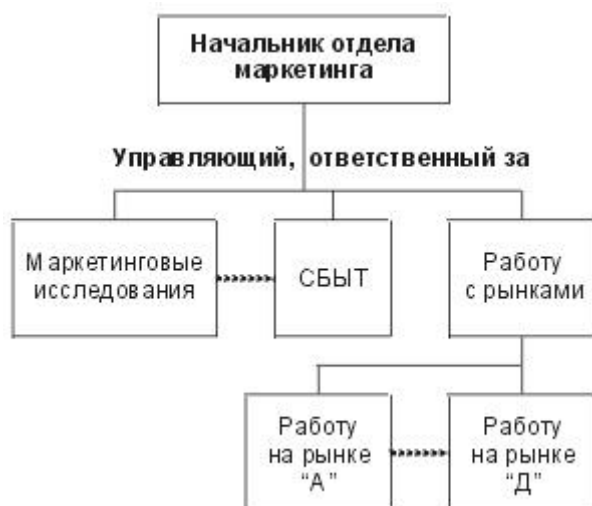 Начальник отдела
маркетинга
Управляющий, ответственный за
Маркетинговые
исследования
СБЫТ
Работу
с рынками
Работу
на рынке
“А”
Работу
на рынке
“Д”